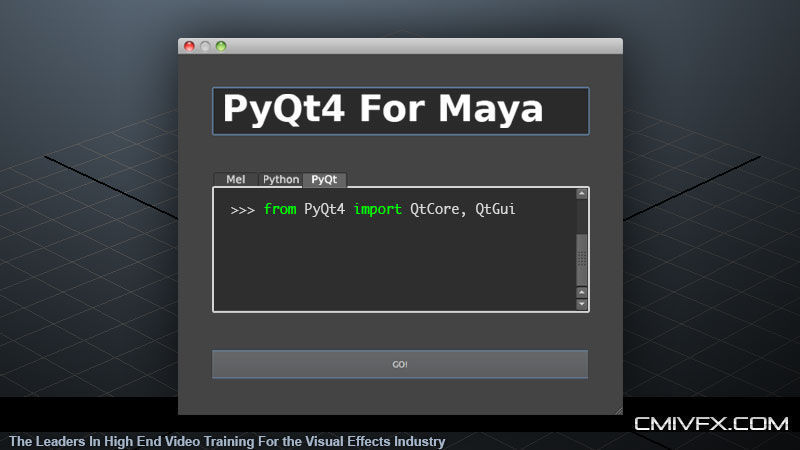 PyQt4 For Maya
Mel Python PyQt
>>> from PyQt4 import QtCore, QtGui
GO!
CMIVFX.COM
The Leaders In High End Video Training For the Visual Effects Industry